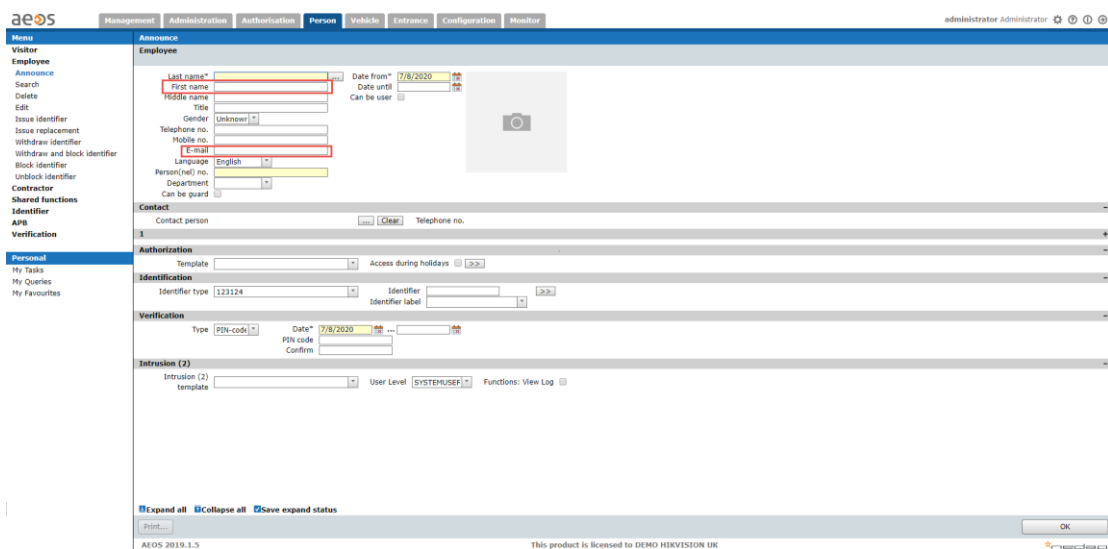 aeos Management Administration Authorisation Person Vehicle Entrance Configuration Monitor administrator Administrator
Menu
Visitor
Employee
Announce
Search
Delete
Edit
Issue identifier
Issue replacement
Withdraw identifier
Withdraw and block identifier
Block identifier
Unblock identifier
Contractor
Shared functions
Identifier
APB
Verification
Personal
My Tasks
My Queries
My Favourites
Announce
Employee
Last name* ... Date from* 7/8/2020
First name Date until
Middle name Can be user
Title
Gender Unknowr
Telephone no.
Mobile no.
E-mail
Language English
Person(nel) no.
Department
Can be guard
Contact -
Contact person ... Clear Telephone no.
1 +
Authorization -
Template Access during holidays >>
Identification -
Identifier type 123124 Identifier >>
Identifier label
Verification -
Type PIN-code Date* 7/8/2020 ...
PIN code
Confirm
Intrusion (2) -
Intrusion (2) template User Level SYSTEMUSEF Functions: View Log
Expand all Collapse all Save expand status
Print... OK
AEOS 2019.1.5 This product is licensed to DEMO HIKVISION UK nedap